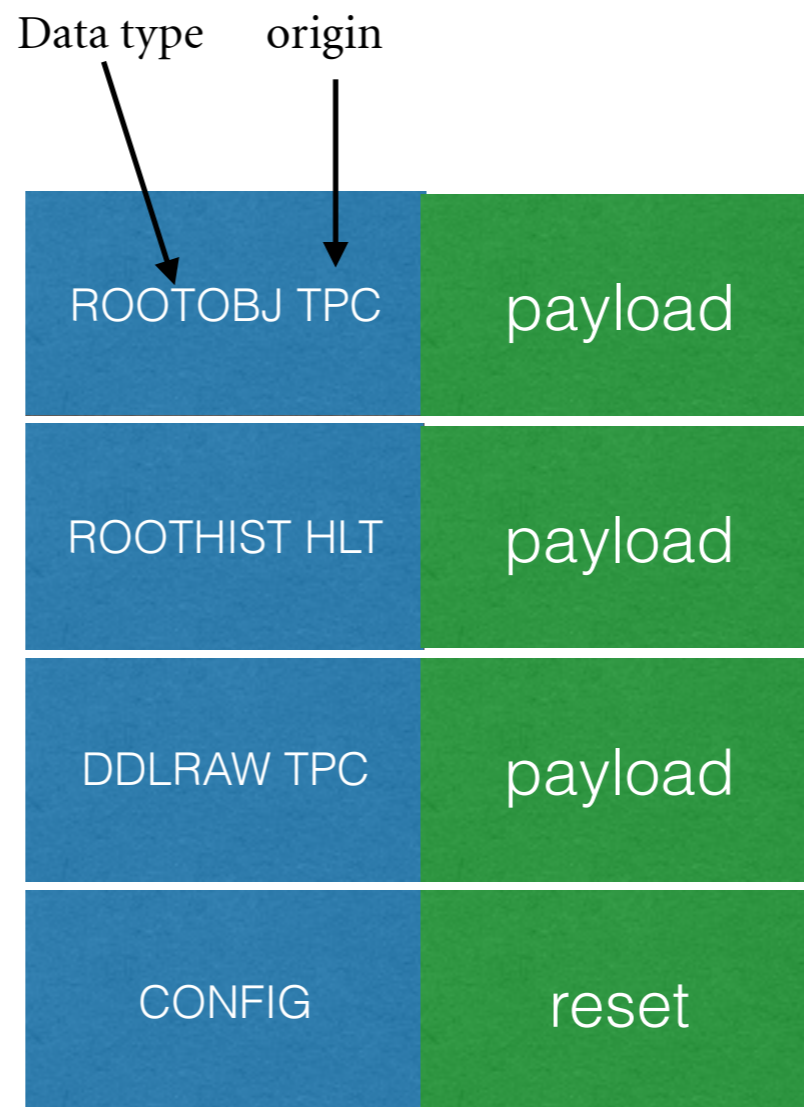 Data type origin
ROOTOBJ TPC payload
ROOTHIST HLT payload
DDLRAW TPC payload
CONFIG reset